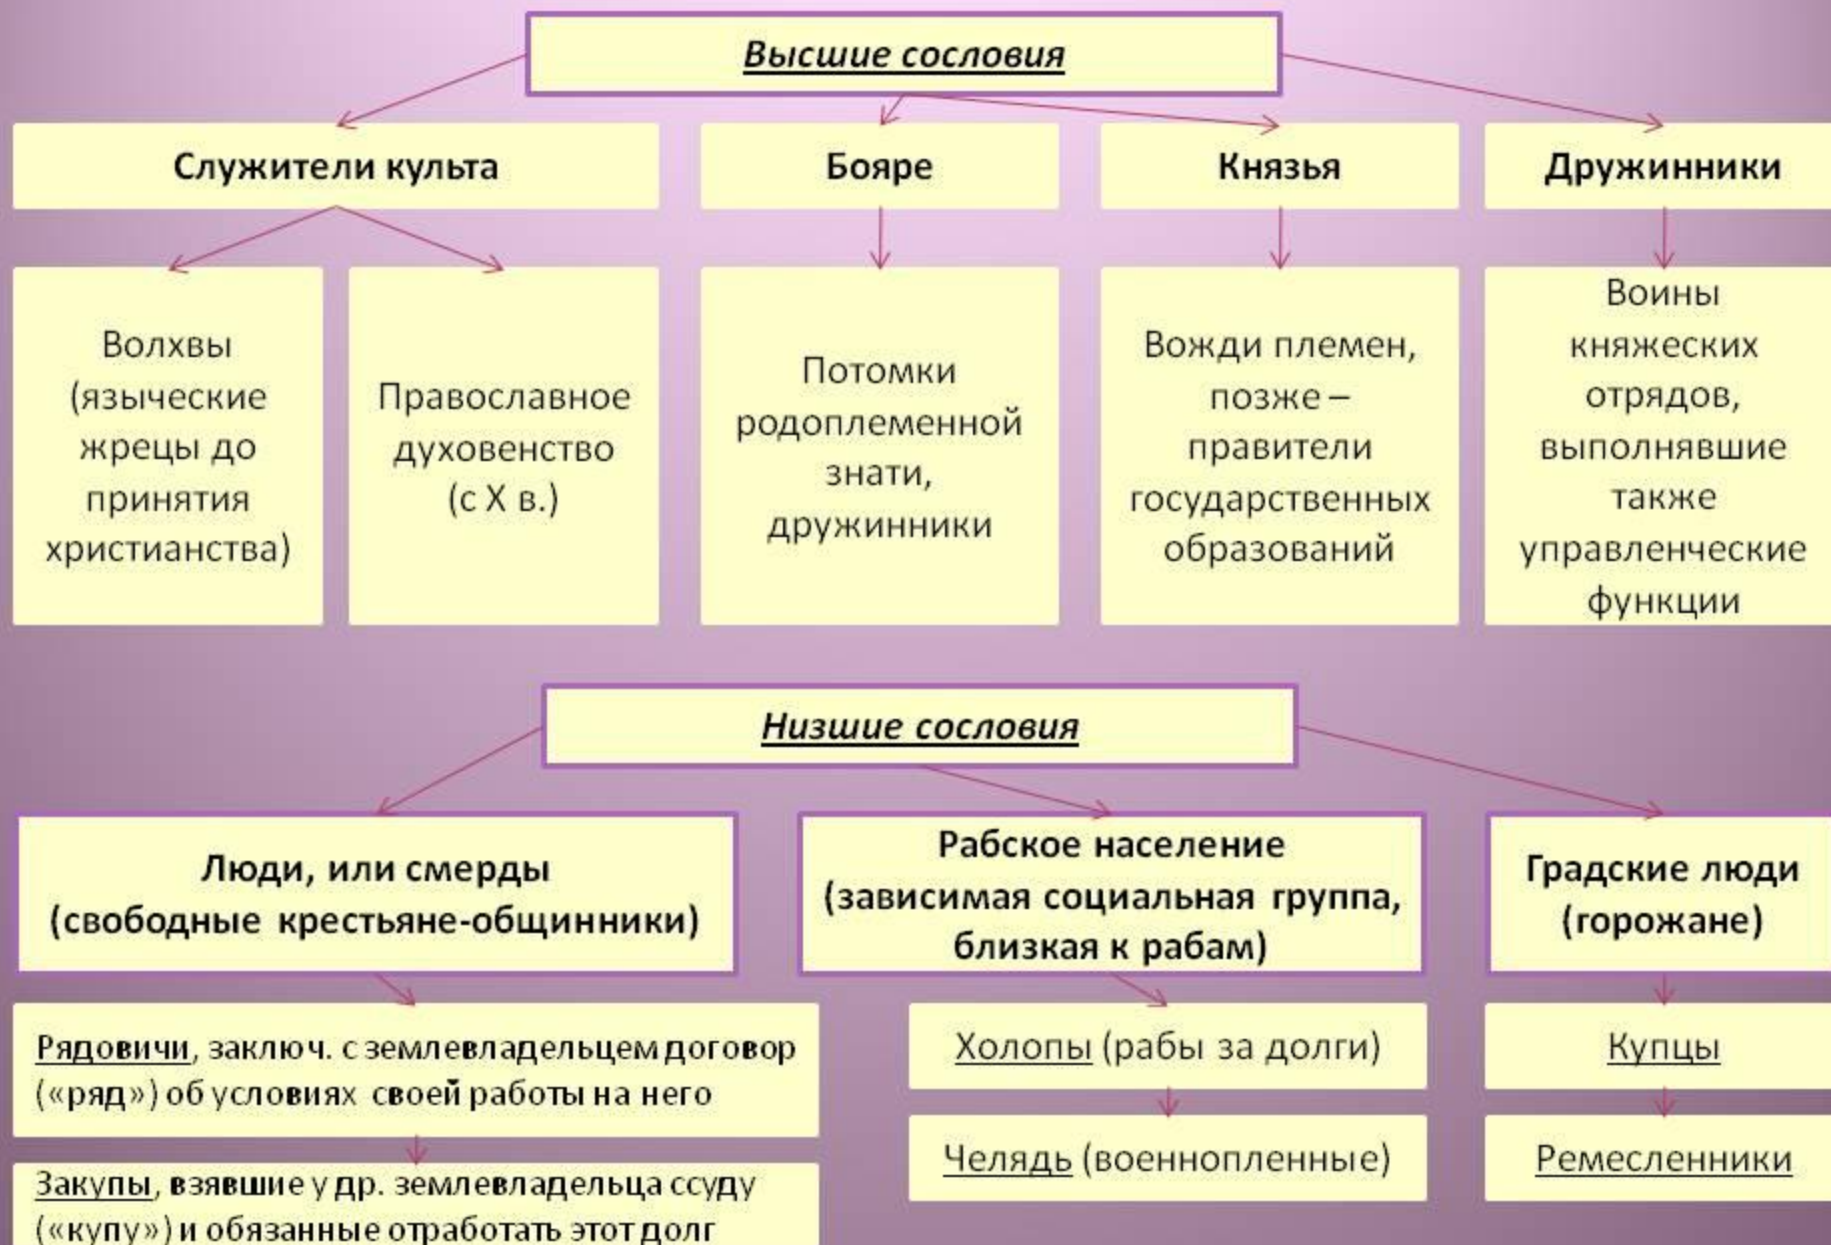 Высшие сословия
Служители культа
Бояре
Князья
Дружинники
Волхвы
(языческие
жрецы до
принятия
христианства)
Православное
духовенство
(с X в.)
Потомки
родоплеменной
знати,
дружинники
Вожди племен,
позже –
правители
государственных
образований
Воины
княжеских
отрядов,
выполнявшие
также
управленческие
функции
Низшие сословия
Люди, или смерды
(свободные крестьяне-общинники)
Рабское население
(зависимая социальная группа,
близкая к рабам)
Градские люди
(горожане)
Рядовичи, заключ. с землевладельцем договор
(«ряд») об условиях своей работы на него
Закупы, взявшие у др. землевладельца ссуду
(«купу») и обязанные отработать этот долг
Холопы (рабы за долги)
Челядь (военнопленные)
Купцы
Ремесленники